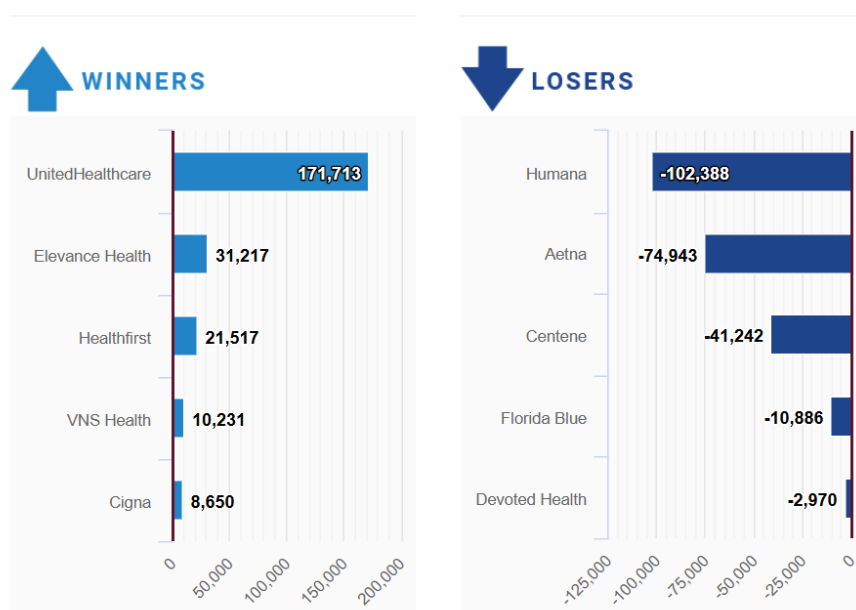 WINNERS
UnitedHealthcare 171,713
Elevance Health 31,217
Healthfirst 21,517
VNS Health 10,231
Cigna 8,650
0 50,000 100,000 150,000 200,000
LOSERS
Humana -102,388
Aetna -74,943
Centene -41,242
Florida Blue -10,886
Devoted Health -2,970
-125,000 -100,000 -75,000 -50,000 -25,000 0